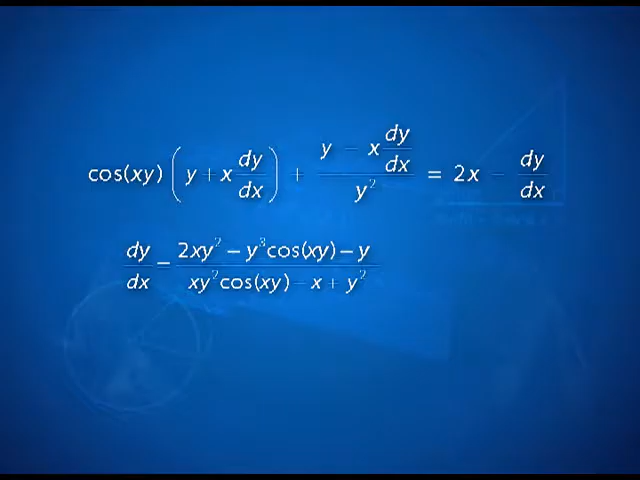 cos(xy) (y + x dy/dx) + (y − x dy/dx)/y² = 2x − dy/dx
dy/dx = (2xy² − y³cos(xy) − y)/(xy²cos(xy) − x + y²)